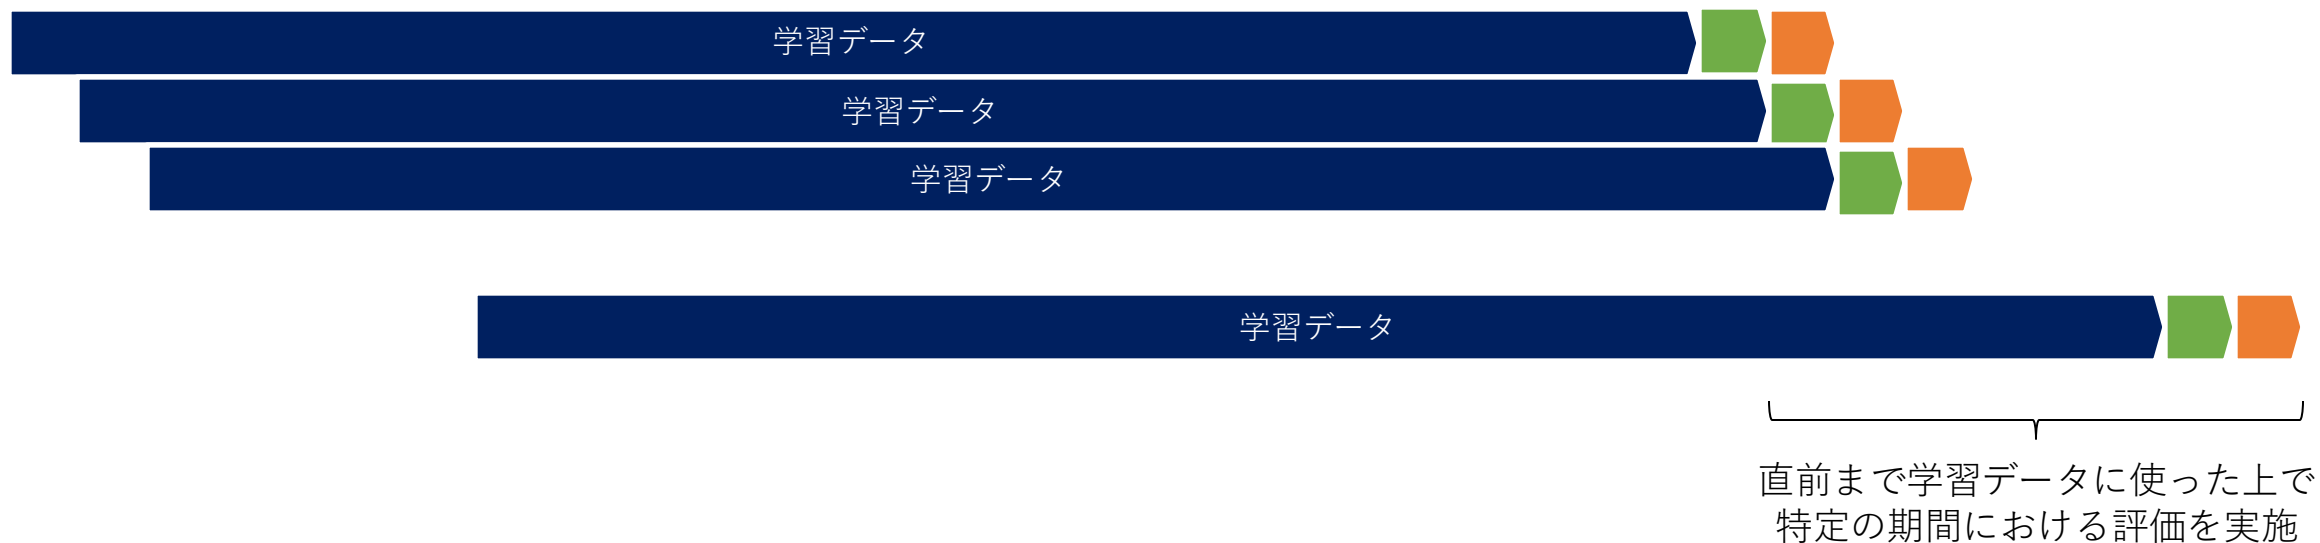 学習データ
学習データ
学習データ
学習データ
直前まで学習データに使った上で
特定の期間における評価を実施